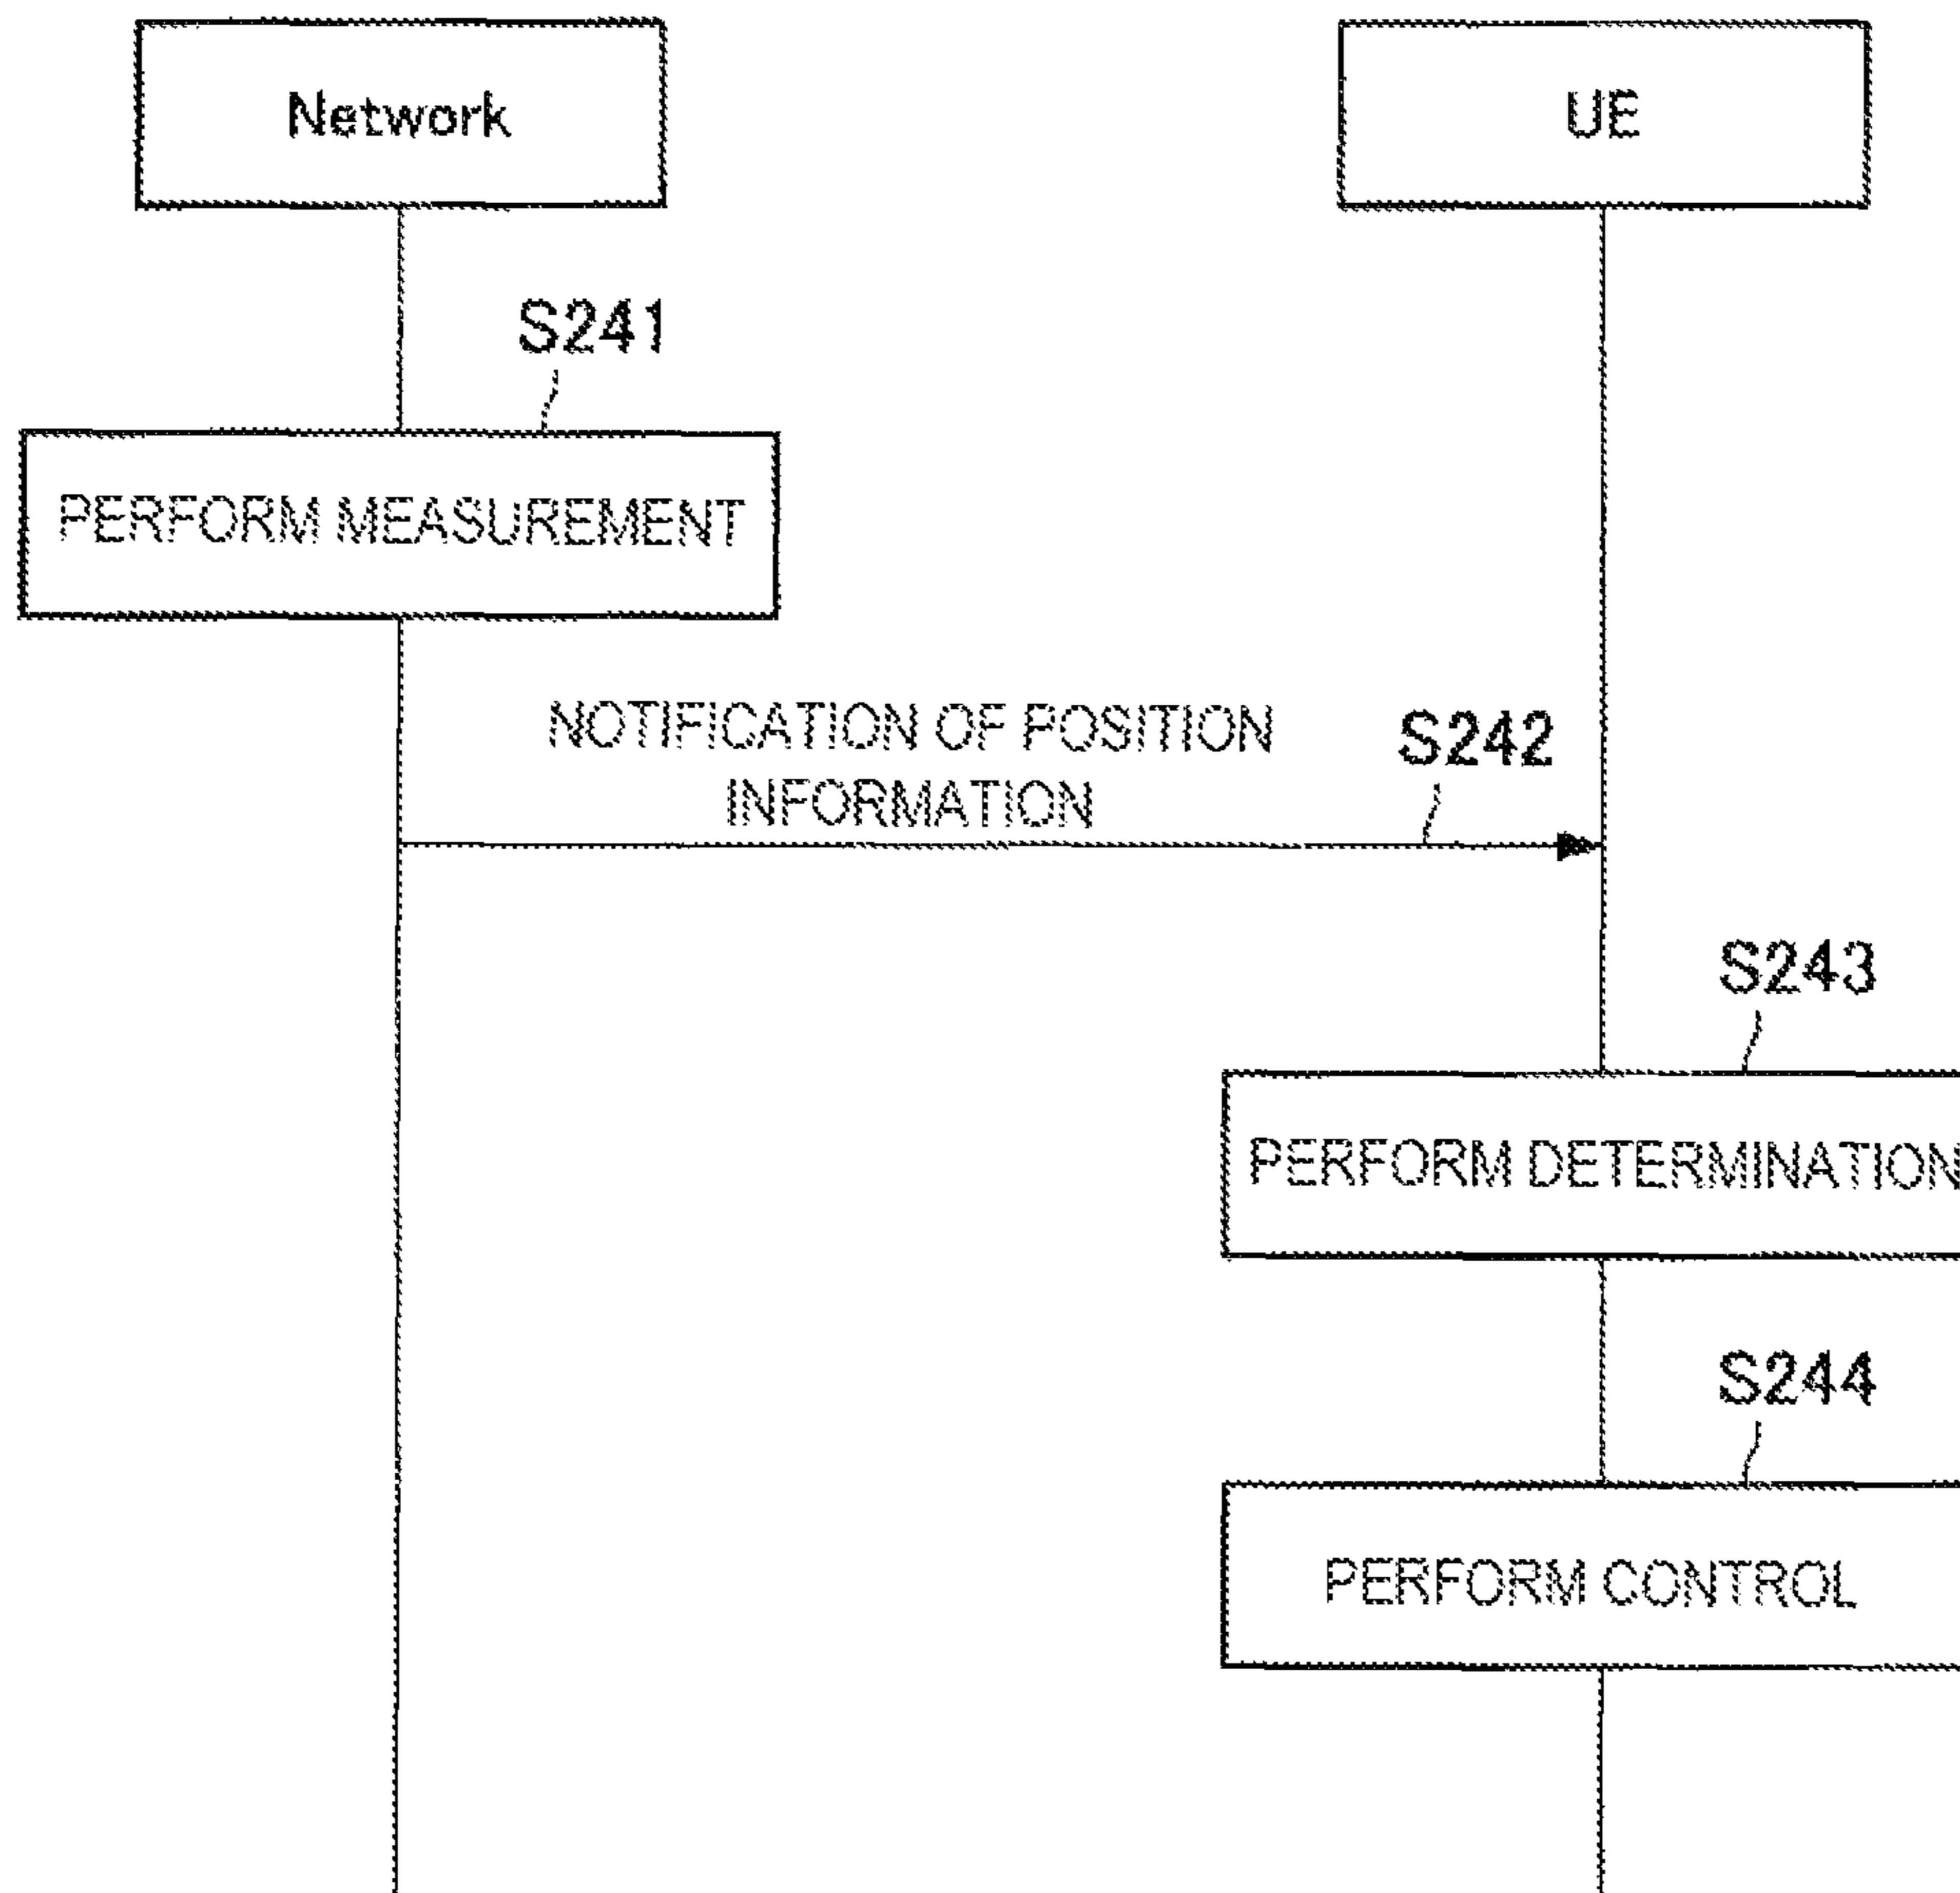 Network
UE
S241
PERFORM MEASUREMENT
NOTIFICATION OF POSITION
INFORMATION
S242
S243
PERFORM DETERMINATION
S244
PERFORM CONTROL